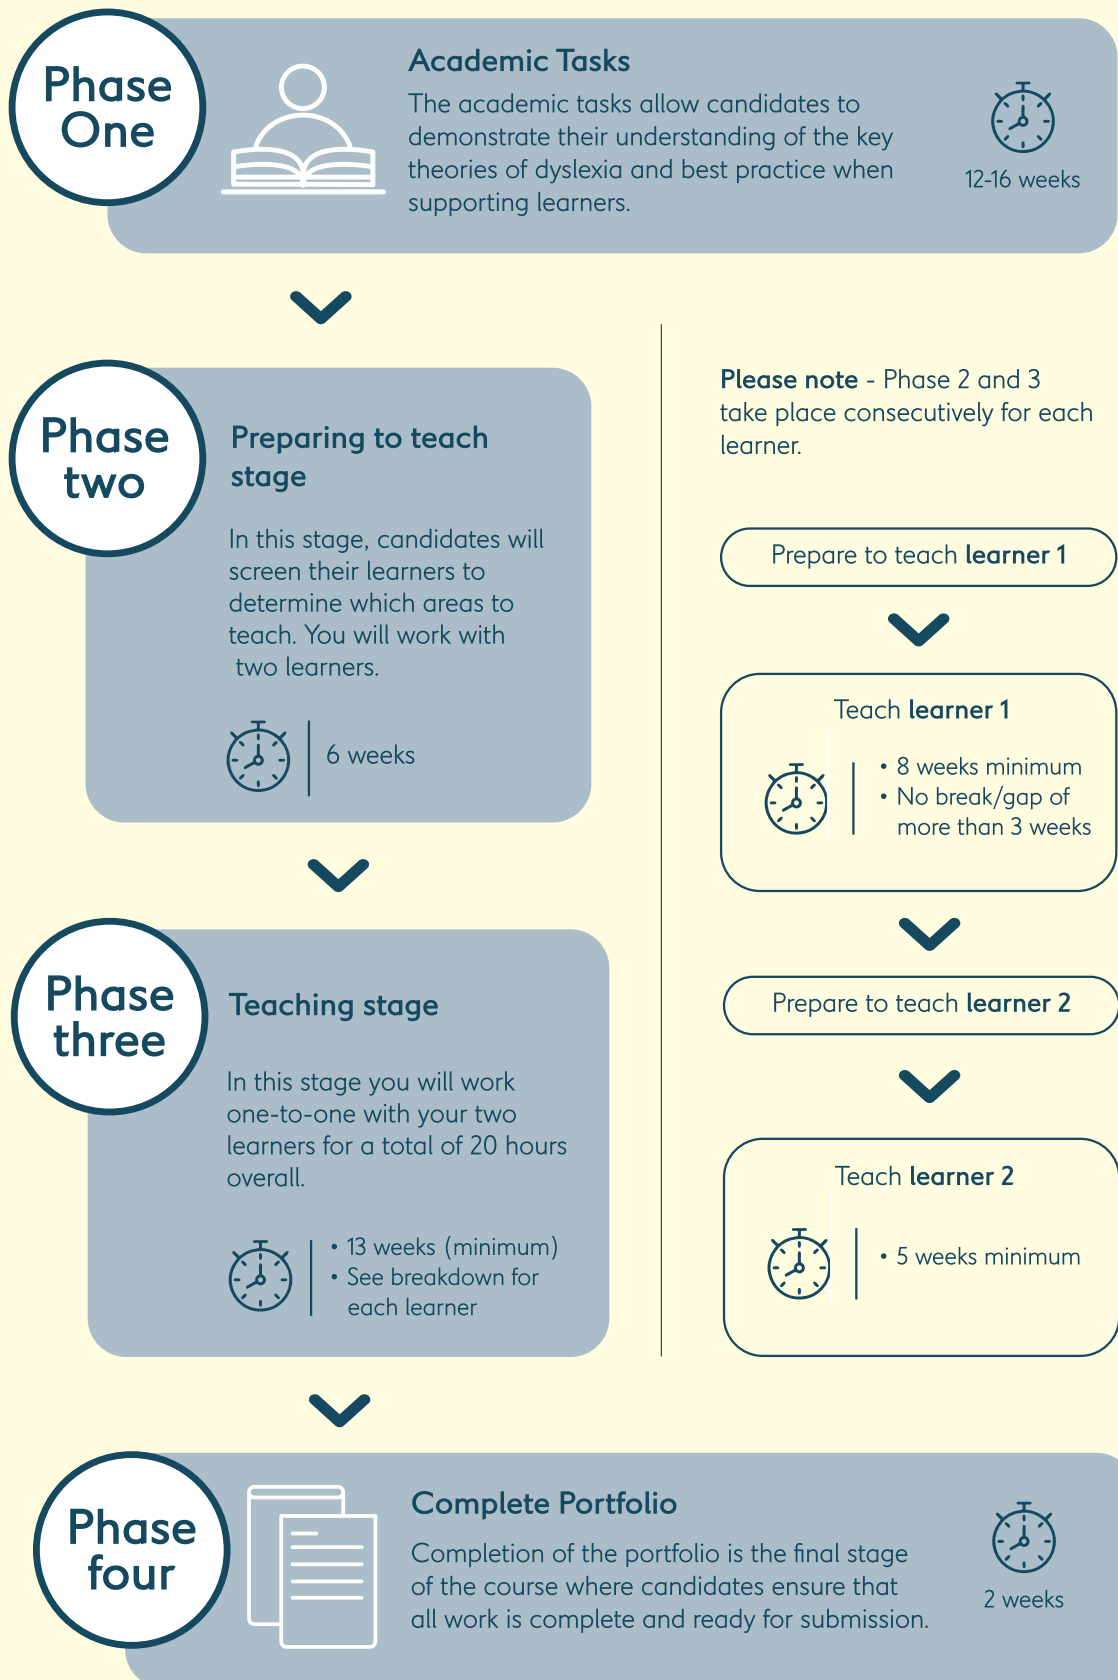 Phase
One
Academic Tasks
The academic tasks allow candidates to
demonstrate their understanding of the key
theories of dyslexia and best practice when
supporting learners.
12-16 weeks
Phase
two
Preparing to teach
stage
In this stage, candidates will
screen their learners to
determine which areas to
teach. You will work with
two learners.
6 weeks
Phase
three
Teaching stage
In this stage you will work
one-to-one with your two
learners for a total of 20 hours
overall.
• 13 weeks (minimum)
• See breakdown for
each learner
Please note - Phase 2 and 3
take place consecutively for each
learner.
Prepare to teach learner 1
Teach learner 1
• 8 weeks minimum
• No break/gap of
more than 3 weeks
Prepare to teach learner 2
Teach learner 2
• 5 weeks minimum
Phase
four
Complete Portfolio
Completion of the portfolio is the final stage
of the course where candidates ensure that
all work is complete and ready for submission.
2 weeks